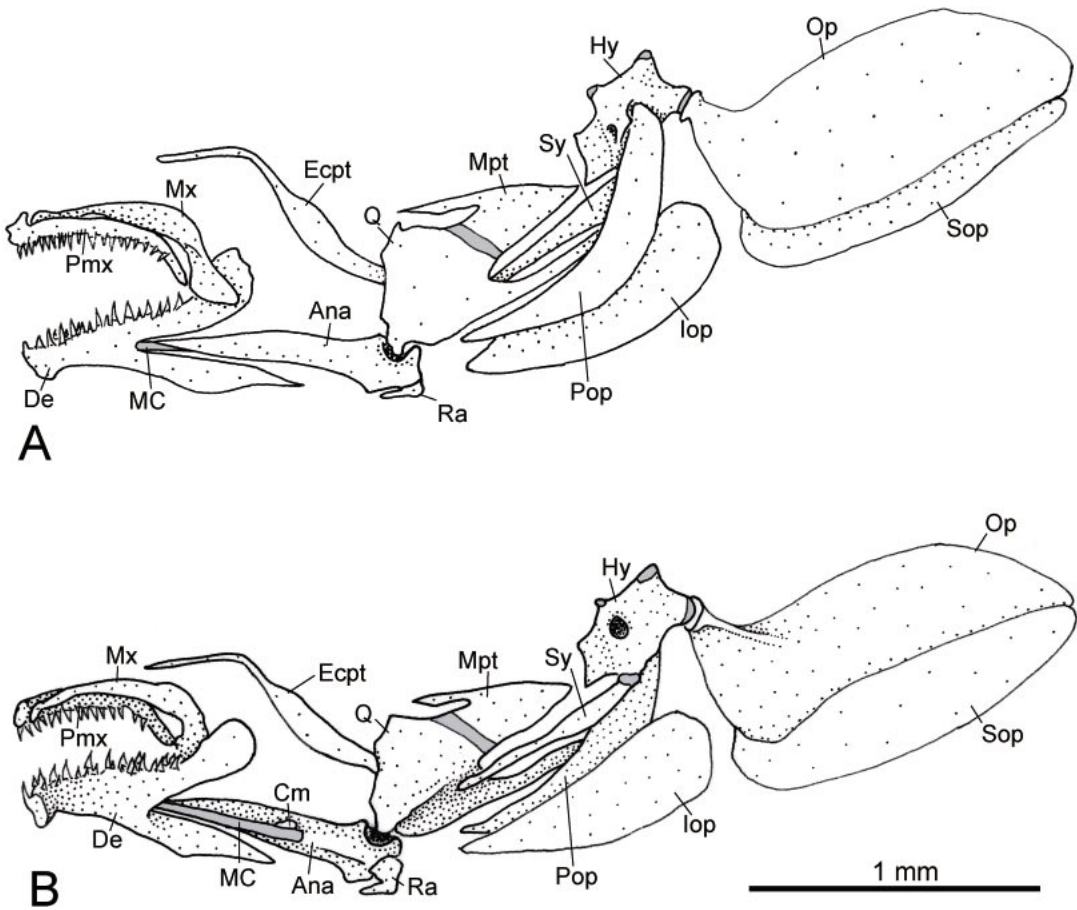 Op
Hy
Sy
Mpt
Ecpt
Q
Mx
Sop
Pmx
Ana
Iop
De
MC
Ra
Pop
A
Op
Hy
Sy
Mpt
Mx
Ecpt
Q
Pmx
Sop
Cm
De
Iop
MC
Ana
Ra
Pop
1 mm
B